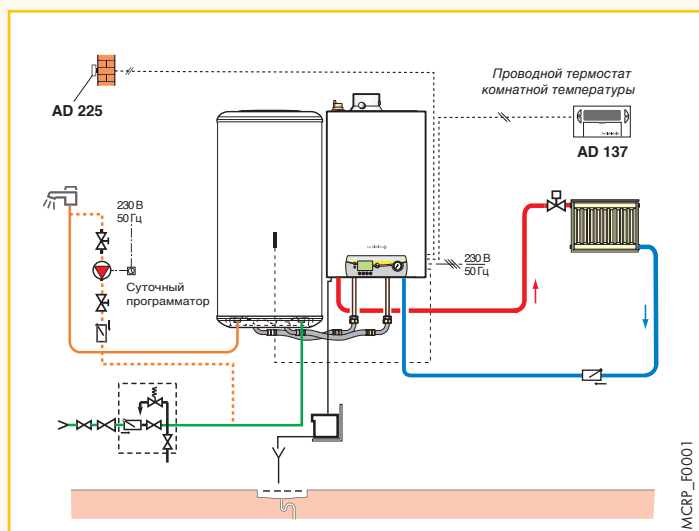 Проводной термостат
комнатной температуры
AD 225
AD 137
230 В
50 Гц
230 В
50 Гц
Суточный
программатор
MCRP_F0001